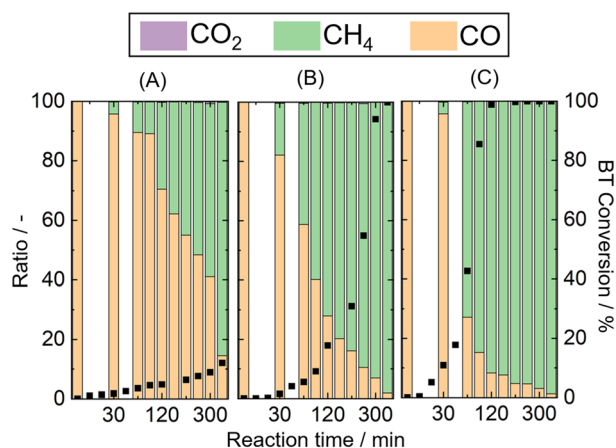 CO₂ CH₄ CO
(A) (B) (C)
100 80 60 40 20 0
Ratio / -
100 80 60 40 20 0
BT Conversion / %
30 120 300 30 120 300 30 120 300
Reaction time / min